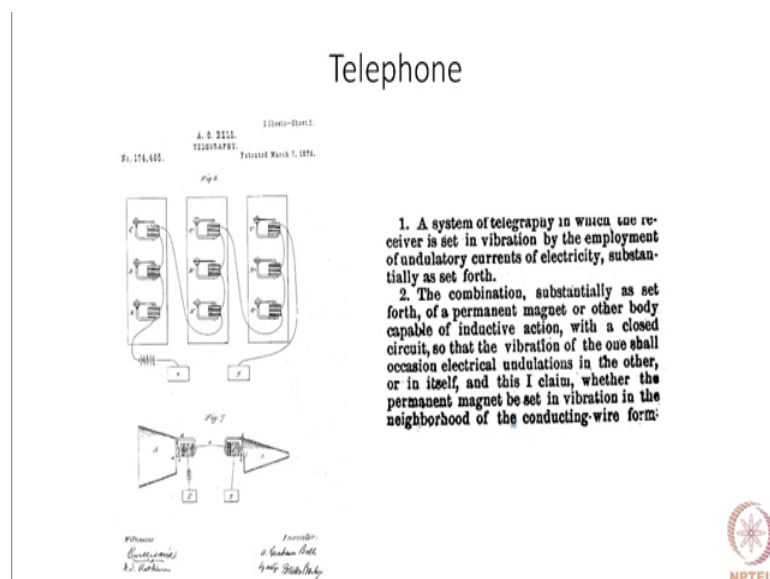 Telephone
2 Sheets—Sheet 2.
A. G. BELL.
TELEGRAPHY.
No. 174,465.
Patented March 7, 1876.
Fig. 6
Fig. 7
Witnesses
Inventor:
A. Graham Bell
1. A system of telegraphy in which the re-
ceiver is set in vibration by the employment
of undulatory currents of electricity, substan-
tially as set forth.
2. The combination, substantially as set
forth, of a permanent magnet or other body
capable of inductive action, with a closed
circuit, so that the vibration of the one shall
occasion electrical undulations in the other,
or in itself, and this I claim, whether the
permanent magnet be set in vibration in the
neighborhood of the conducting-wire form-
NPTEL